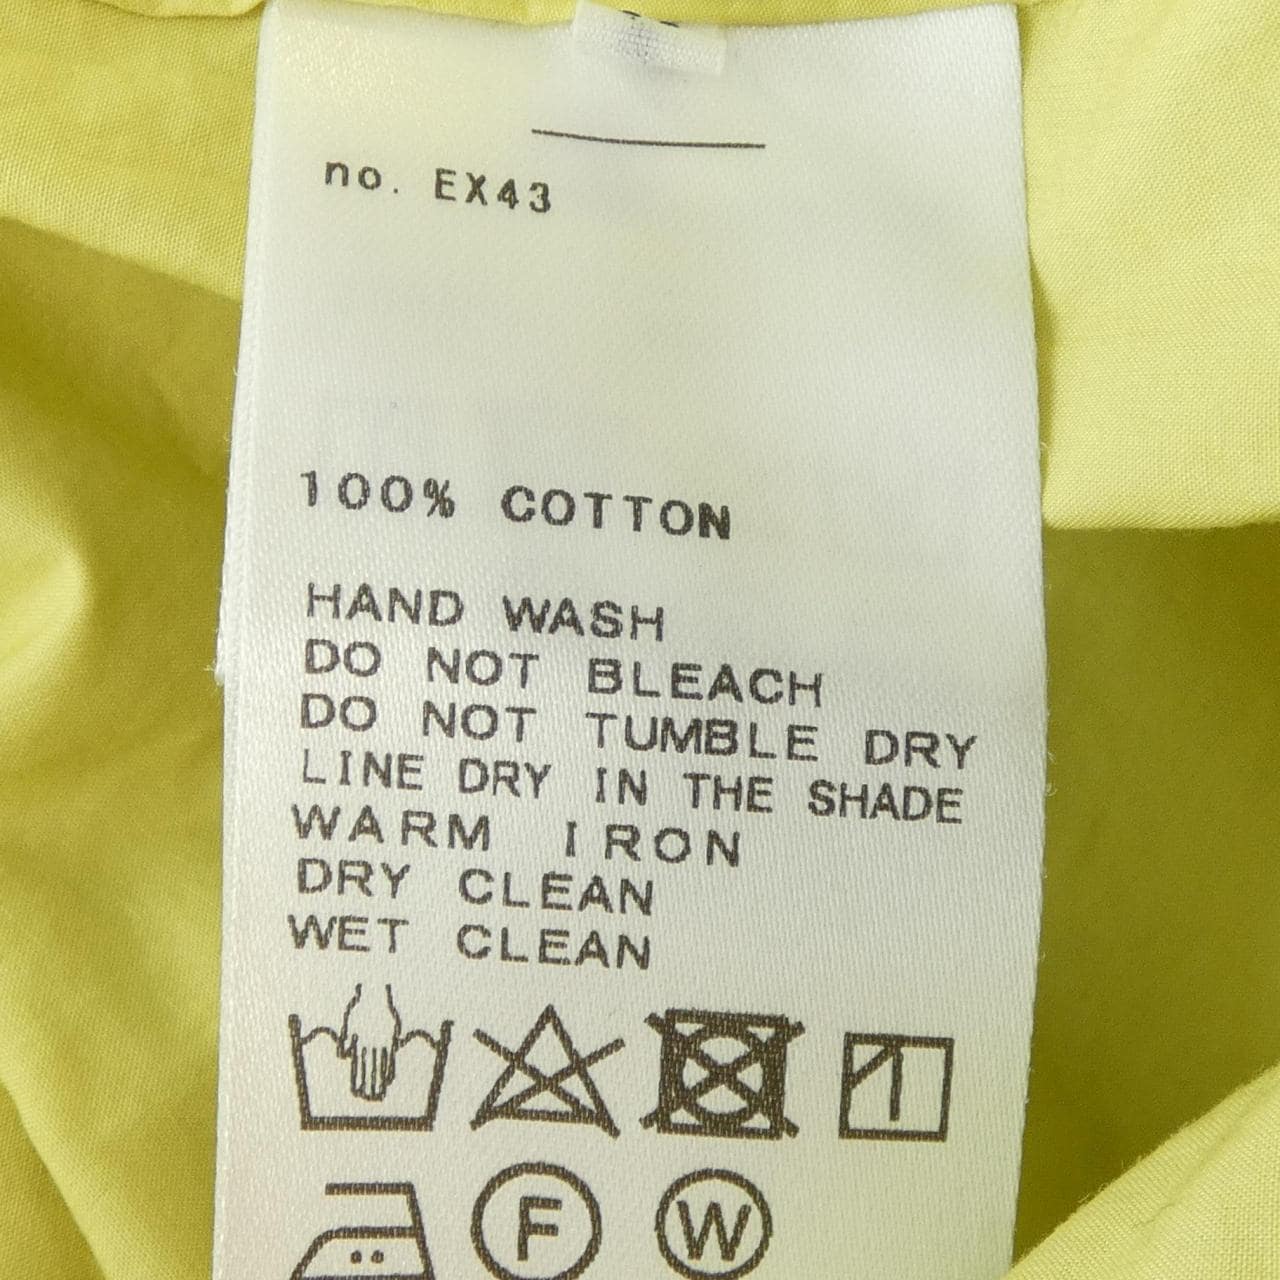 no. EX43
100% COTTON
HAND WASH
DO NOT BLEACH
DO NOT TUMBLE DRY
LINE DRY IN THE SHADE
WARM IRON
DRY CLEAN
WET CLEAN
F W